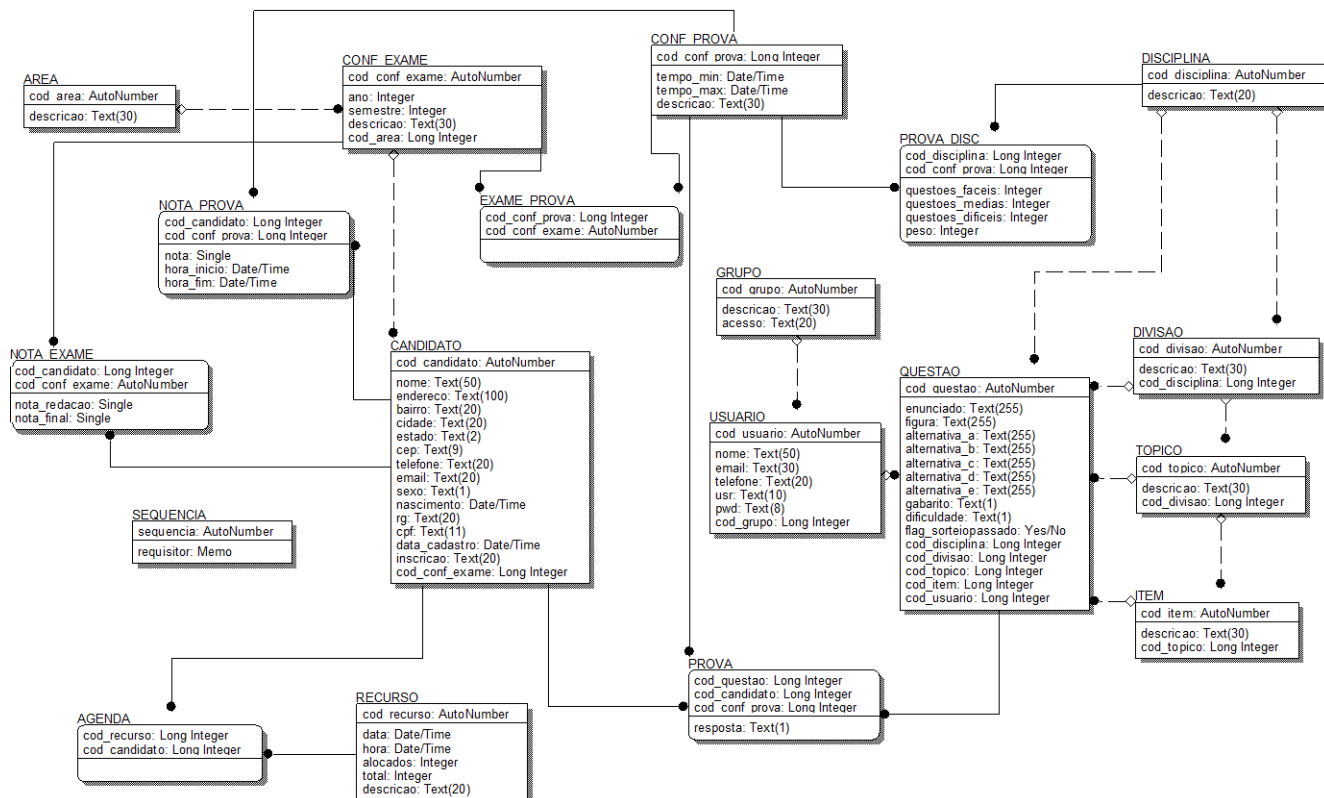 AREA
cod_area: AutoNumber
descricao: Text(30)
CONF_EXAME
cod_conf_exame: AutoNumber
ano: Integer
semestre: Integer
descricao: Text(30)
cod_area: Long Integer
CONF_PROVA
cod_conf_prova: Long Integer
tempo_min: Date/Time
tempo_max: Date/Time
descricao: Text(30)
DISCIPLINA
cod_disciplina: AutoNumber
descricao: Text(20)
PROVA_DISC
cod_disciplina: Long Integer
cod_conf_prova: Long Integer
questoes_faceis: Integer
questoes_medias: Integer
questoes_dificeis: Integer
peso: Integer
NOTA_PROVA
cod_candidato: Long Integer
cod_conf_prova: Long Integer
nota: Single
hora_inicio: Date/Time
hora_fim: Date/Time
EXAME_PROVA
cod_conf_prova: Long Integer
cod_conf_exame: AutoNumber
GRUPO
cod_grupo: AutoNumber
descricao: Text(30)
acesso: Text(20)
NOTA_EXAME
cod_candidato: Long Integer
cod_conf_exame: AutoNumber
nota_redacao: Single
nota_final: Single
CANDIDATO
cod_candidato: AutoNumber
nome: Text(50)
endereco: Text(100)
bairro: Text(20)
cidade: Text(20)
estado: Text(2)
cep: Text(9)
telefone: Text(20)
email: Text(20)
sexo: Text(1)
nascimento: Date/Time
rg: Text(20)
cpf: Text(11)
data_cadastro: Date/Time
inscricao: Text(20)
cod_conf_exame: Long Integer
USUARIO
cod_usuario: AutoNumber
nome: Text(50)
email: Text(30)
telefone: Text(20)
usr: Text(10)
pwd: Text(8)
cod_grupo: Long Integer
QUESTAO
cod_questao: AutoNumber
enunciado: Text(255)
figura: Text(255)
alternativa_a: Text(255)
alternativa_b: Text(255)
alternativa_c: Text(255)
alternativa_d: Text(255)
alternativa_e: Text(255)
gabarito: Text(1)
dificuldade: Text(1)
flag_sorteiopassado: Yes/No
cod_disciplina: Long Integer
cod_divisao: Long Integer
cod_topico: Long Integer
cod_item: Long Integer
cod_usuario: Long Integer
DIVISAO
cod_divisao: AutoNumber
descricao: Text(30)
cod_disciplina: Long Integer
TOPICO
cod_topico: AutoNumber
descricao: Text(30)
cod_divisao: Long Integer
ITEM
cod_item: AutoNumber
descricao: Text(30)
cod_topico: Long Integer
SEQUENCIA
sequencia: AutoNumber
requisitor: Memo
PROVA
cod_questao: Long Integer
cod_candidato: Long Integer
cod_conf_prova: Long Integer
resposta: Text(1)
AGENDA
cod_recurso: Long Integer
cod_candidato: Long Integer
RECURSO
cod_recurso: AutoNumber
data: Date/Time
hora: Date/Time
alocados: Integer
total: Integer
descricao: Text(20)